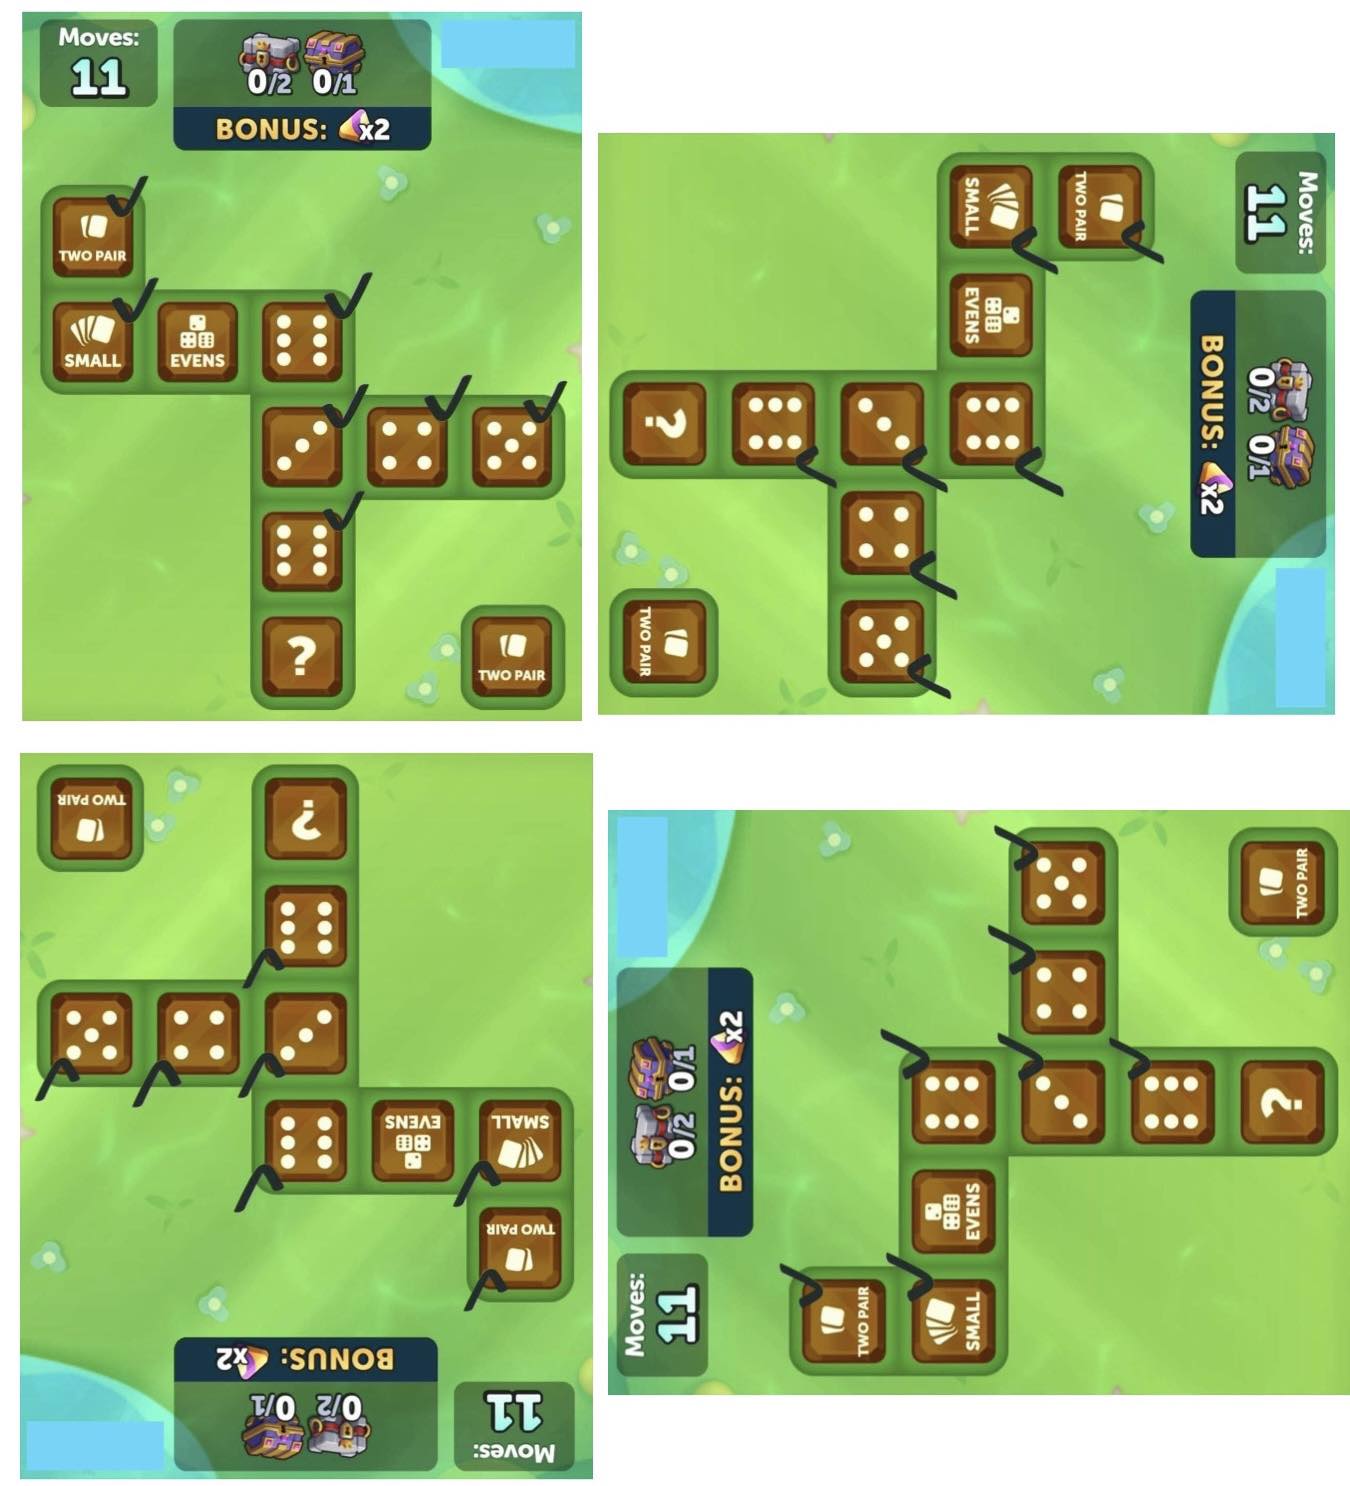 Moves:
11
0/2 0/1
BONUS: x2
TWO PAIR
SMALL EVENS
? TWO PAIR
Moves:
11
0/2 0/1
BONUS: x2
TWO PAIR
SMALL EVENS
? TWO PAIR
Moves:
11
0/2 0/1
BONUS: x2
TWO PAIR
SMALL EVENS
? TWO PAIR
Moves:
11
0/2 0/1
BONUS: x2
TWO PAIR
SMALL EVENS
? TWO PAIR